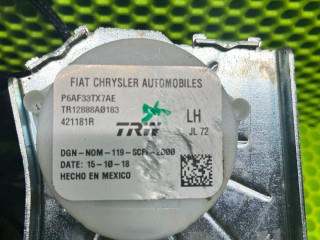 FIAT CHRYSLER AUTOMOBILES
P6AF33TX7AE
TR12888A0183
421181R
LH
TRW
JL 72
DGN-NOM-119-SCFI-2000
DATE: 15-10-18
HECHO EN MEXICO